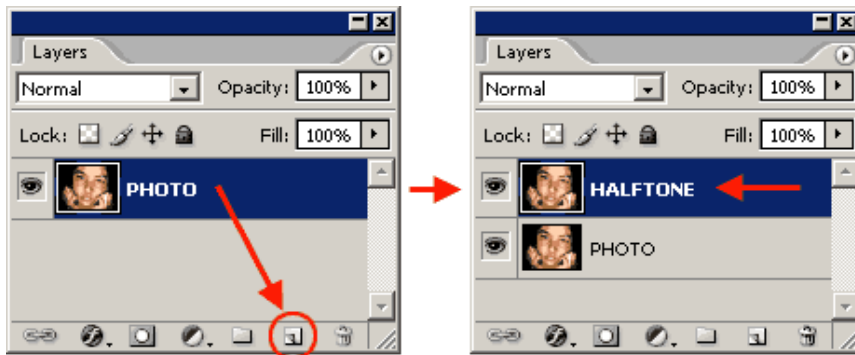 Layers
Normal Opacity: 100%
Lock: Fill: 100%
PHOTO
Layers
Normal Opacity: 100%
Lock: Fill: 100%
HALFTONE
PHOTO